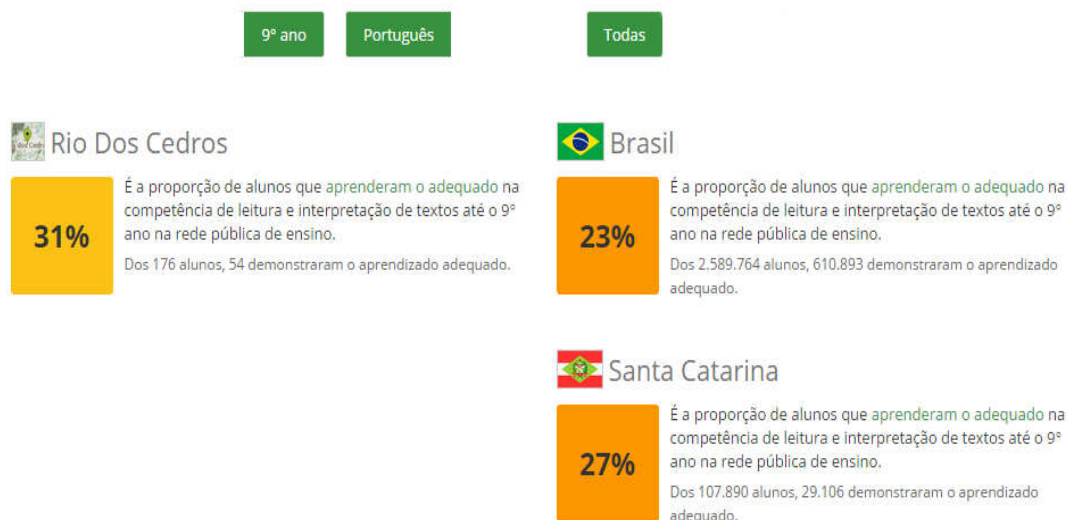 9º ano
Português
Todas
Rio Dos Cedros
31%
É a proporção de alunos que aprenderam o adequado na
competência de leitura e interpretação de textos até o 9º
ano na rede pública de ensino.
Dos 176 alunos, 54 demonstraram o aprendizado adequado.
Brasil
23%
É a proporção de alunos que aprenderam o adequado na
competência de leitura e interpretação de textos até o 9º
ano na rede pública de ensino.
Dos 2.589.764 alunos, 610.893 demonstraram o aprendizado
adequado.
Santa Catarina
27%
É a proporção de alunos que aprenderam o adequado na
competência de leitura e interpretação de textos até o 9º
ano na rede pública de ensino.
Dos 107.890 alunos, 29.106 demonstraram o aprendizado
adequado.